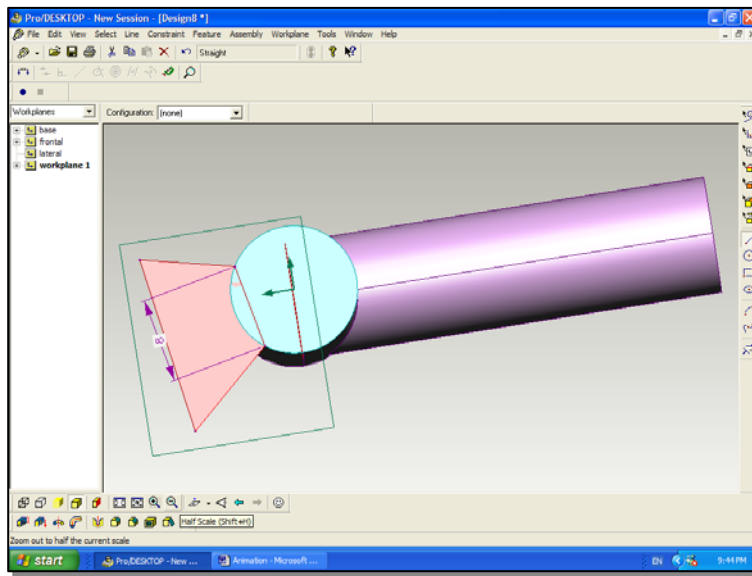 Pro/DESKTOP - New Session - [Design8 *]
File Edit View Select Line Constraint Feature Assembly Workplane Tools Window Help
Straight
Workplanes Configuration: (none)
base
frontal
lateral
workplane 1
8
Half Scale (Shift+H)
Zoom out to half the current scale
start Pro/DESKTOP - New ... Animation - Microsoft ... EN 9:44 PM